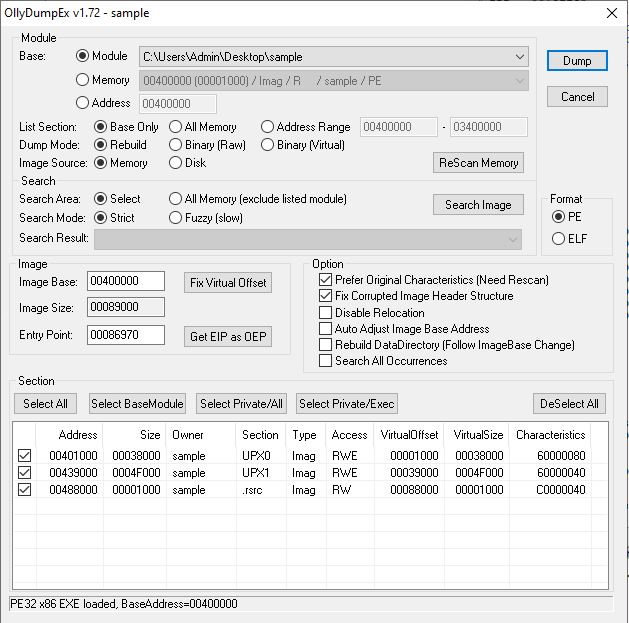 OllyDumpEx v1.72 - sample
Module
Base: Module C:\Users\Admin\Desktop\sample Dump
Memory 00400000 (00001000) / Imag / R / sample / PE
Cancel
Address 00400000
List Section: Base Only All Memory Address Range 00400000 - 03400000
Dump Mode: Rebuild Binary (Raw) Binary (Virtual)
Image Source: Memory Disk ReScan Memory
Search
Search Area: Select All Memory (exclude listed module) Search Image
Search Mode: Strict Fuzzy (slow)
Search Result:
Format
PE
ELF
Image
Image Base: 00400000 Fix Virtual Offset
Image Size: 00089000
Entry Point: 00086970 Get EIP as OEP
Option
Prefer Original Characteristics (Need Rescan)
Fix Corrupted Image Header Structure
Disable Relocation
Auto Adjust Image Base Address
Rebuild DataDirectory (Follow ImageBase Change)
Search All Occurrences
Section
Select All Select BaseModule Select Private/All Select Private/Exec DeSelect All
Address Size Owner Section Type Access VirtualOffset VirtualSize Characteristics
00401000 00038000 sample UPX0 Imag RWE 00001000 00038000 60000080
00439000 0004F000 sample UPX1 Imag RWE 00039000 0004F000 60000040
00488000 00001000 sample .rsrc Imag RW 00088000 00001000 C0000040
PE32 x86 EXE loaded, BaseAddress=00400000